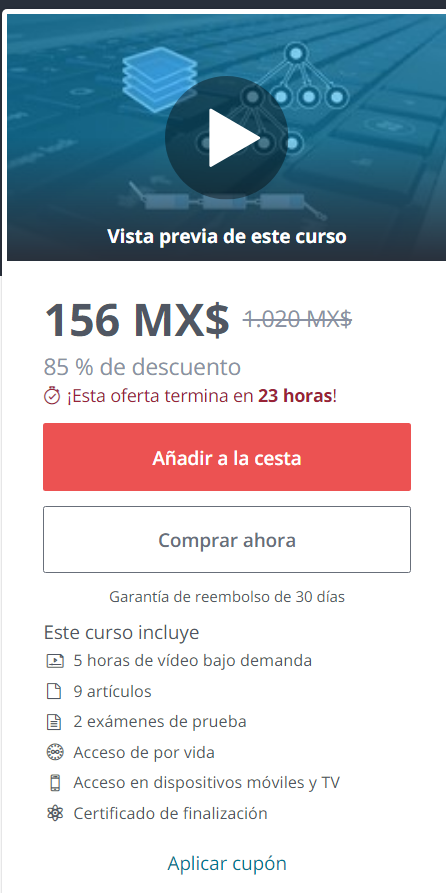 Vista previa de este curso
156 MX$ 1.020 MX$
85 % de descuento
¡Esta oferta termina en 23 horas!
Añadir a la cesta
Comprar ahora
Garantía de reembolso de 30 días
Este curso incluye
5 horas de vídeo bajo demanda
9 artículos
2 exámenes de prueba
Acceso de por vida
Acceso en dispositivos móviles y TV
Certificado de finalización
Aplicar cupón